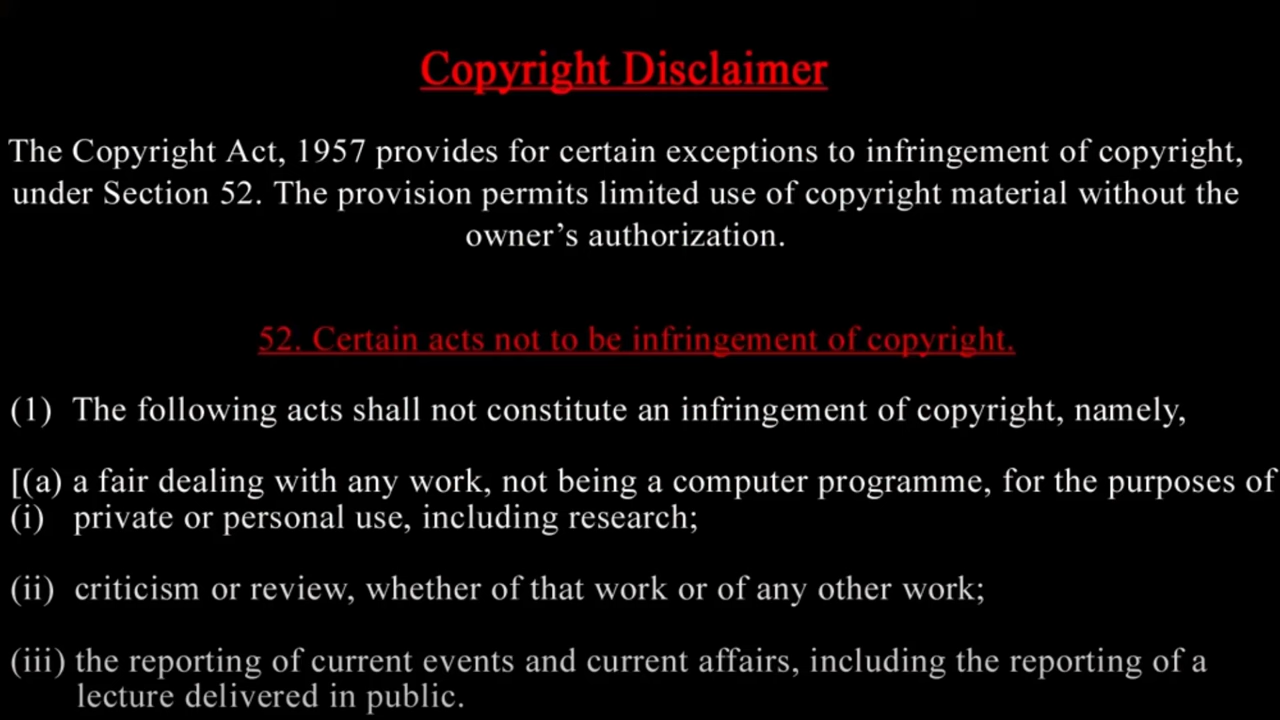 Copyright Disclaimer
The Copyright Act, 1957 provides for certain exceptions to infringement of copyright,
under Section 52. The provision permits limited use of copyright material without the
owner’s authorization.
52. Certain acts not to be infringement of copyright.
(1) The following acts shall not constitute an infringement of copyright, namely,
[(a) a fair dealing with any work, not being a computer programme, for the purposes of
(i) private or personal use, including research;
(ii) criticism or review, whether of that work or of any other work;
(iii) the reporting of current events and current affairs, including the reporting of a
lecture delivered in public.